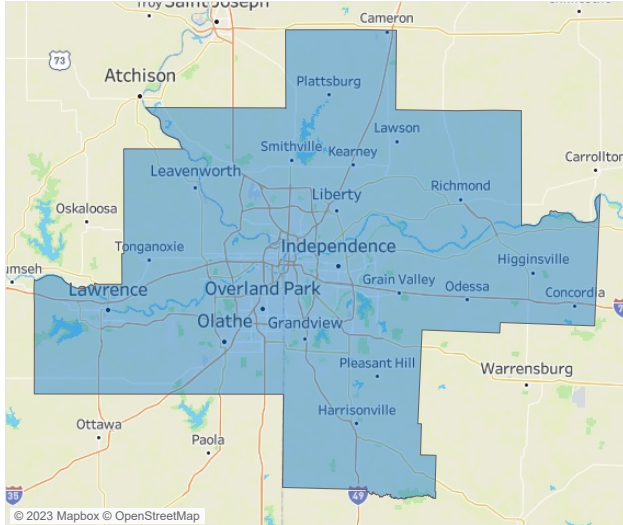 Troy
Saint Joseph
Cameron
73
Atchison
Plattsburg
Lawson
Smithville
Kearney
Carrollton
Leavenworth
Richmond
Liberty
Oskaloosa
Tonganoxie
Independence
Higginsville
umseh
Lawrence
Overland Park
Grain Valley
Odessa
Concordia
Olathe
Grandview
7
Pleasant Hill
Warrensburg
Harrisonville
Ottawa
Paola
35
49
© 2023 Mapbox © OpenStreetMap